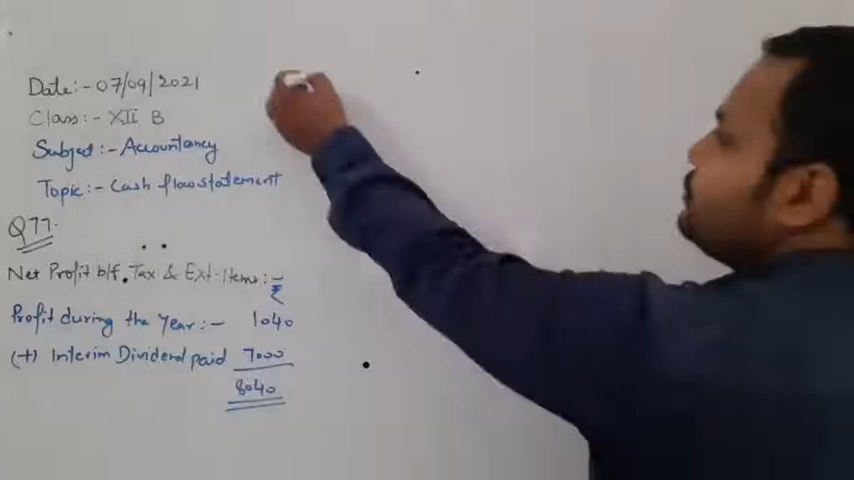 Date:- 07/09/2021
Class:- XII B
Subject:- Accountancy
Topic:- Cash flow statement
Q77.
Net Profit b/f. Tax & Ext. Items:-
₹
Profit during the Year:- 1040
(+) Interim Dividend paid 7000
8040